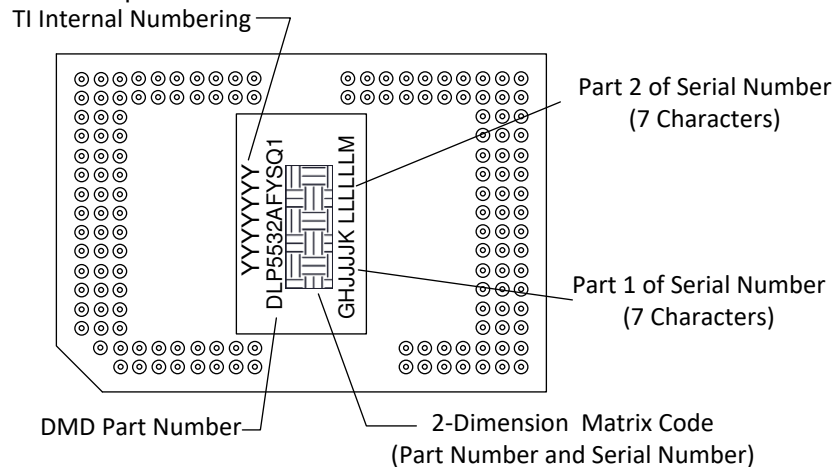 TI Internal Numbering
Part 2 of Serial Number
(7 Characters)
YYYYYYY
DLP5532AFYSQ1
GHJJJJK LLLLLLM
Part 1 of Serial Number
(7 Characters)
DMD Part Number
2-Dimension Matrix Code
(Part Number and Serial Number)